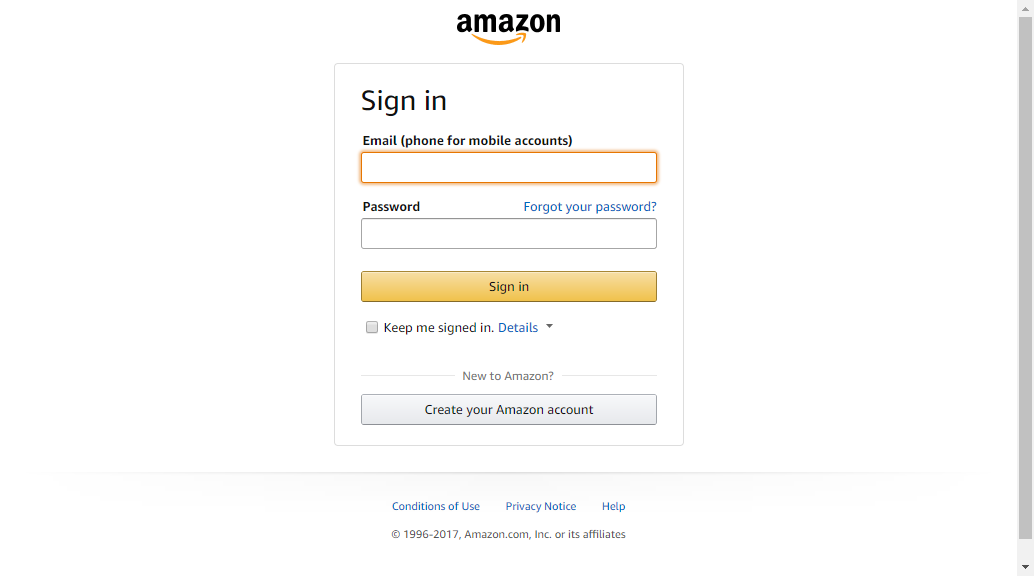 amazon
Sign in
Email (phone for mobile accounts)
Password Forgot your password?
Sign in
Keep me signed in. Details
New to Amazon?
Create your Amazon account
Conditions of Use Privacy Notice Help
© 1996-2017, Amazon.com, Inc. or its affiliates